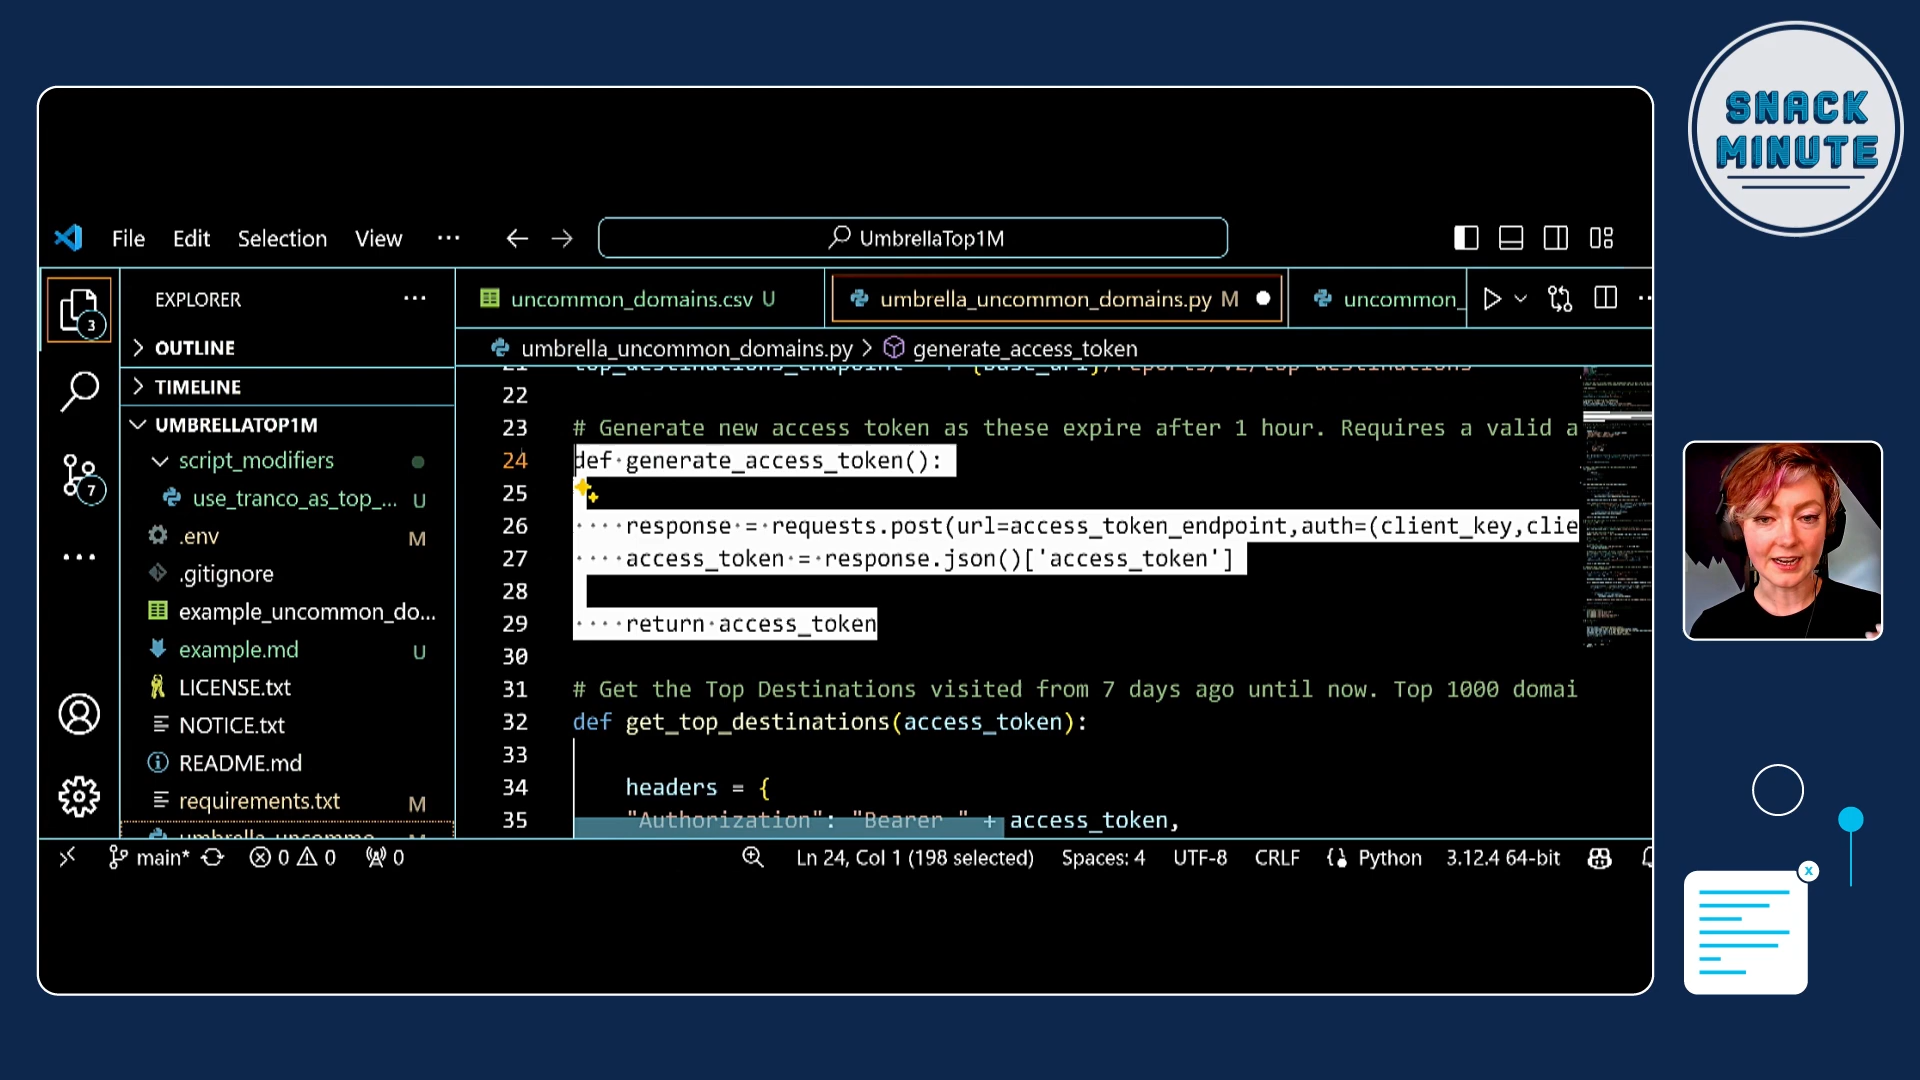 SNACK
MINUTE
File Edit Selection View ··· UmbrellaTop1M
3
7
EXPLORER ···
OUTLINE
TIMELINE
UMBRELLATOP1M
script_modifiers
use_tranco_as_top_... U
.env M
.gitignore
example_uncommon_do...
example.md U
LICENSE.txt
NOTICE.txt
README.md
requirements.txt M
umbrella_uncommo M
uncommon_domains.csv U umbrella_uncommon_domains.py M uncommon_
umbrella_uncommon_domains.py > generate_access_token
22
23 # Generate new access token as these expire after 1 hour. Requires a valid a
24 def generate_access_token():
25
26 response = requests.post(url=access_token_endpoint,auth=(client_key,clie
27 access_token = response.json()['access_token']
28
29 return access_token
30
31 # Get the Top Destinations visited from 7 days ago until now. Top 1000 domai
32 def get_top_destinations(access_token):
33
34 headers = {
35 "Authorization": "Bearer " + access_token,
main* 0 0 0 Ln 24, Col 1 (198 selected) Spaces: 4 UTF-8 CRLF Python 3.12.4 64-bit
x